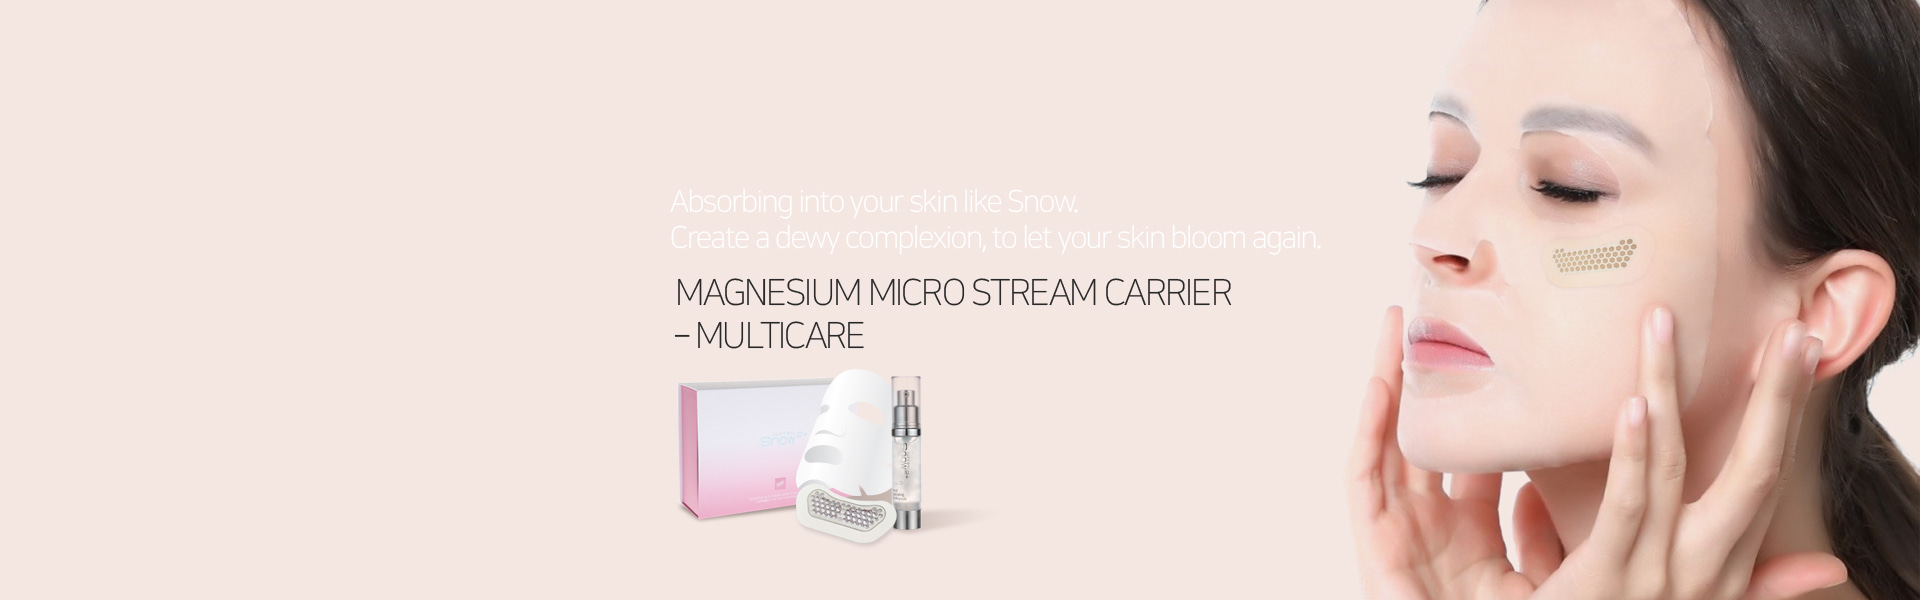 Absorbing into your skin like Snow.
Create a dewy complexion, to let your skin bloom again.
MAGNESIUM MICRO STREAM CARRIER
– MULTICARE
Snow